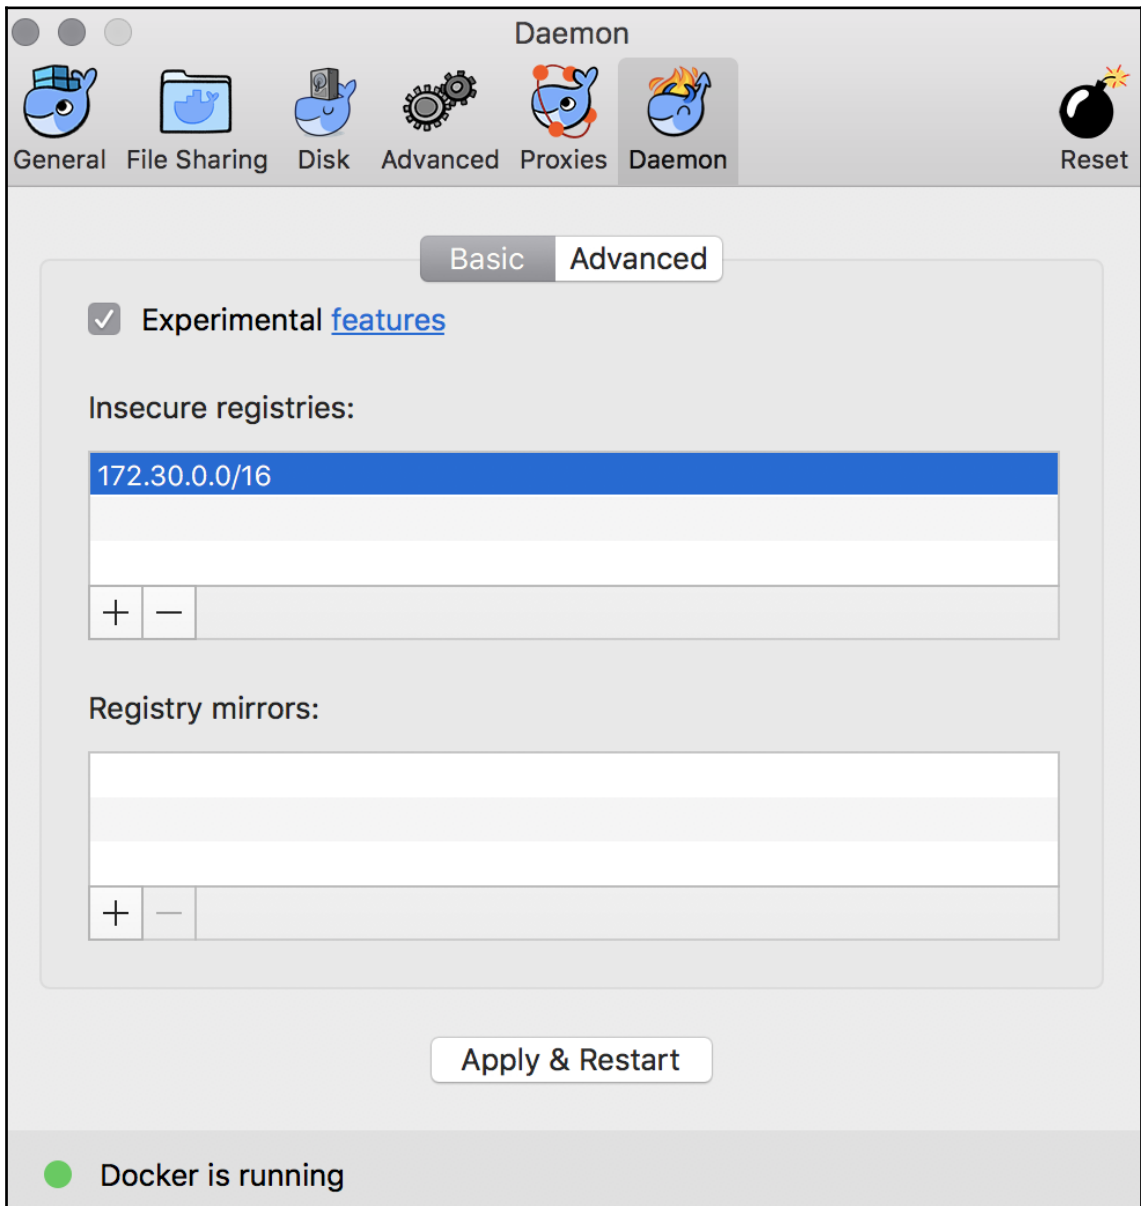 Daemon
General File Sharing Disk Advanced Proxies Daemon Reset
Basic Advanced
Experimental features
Insecure registries:
172.30.0.0/16
+ −
Registry mirrors:
+ −
Apply & Restart
Docker is running